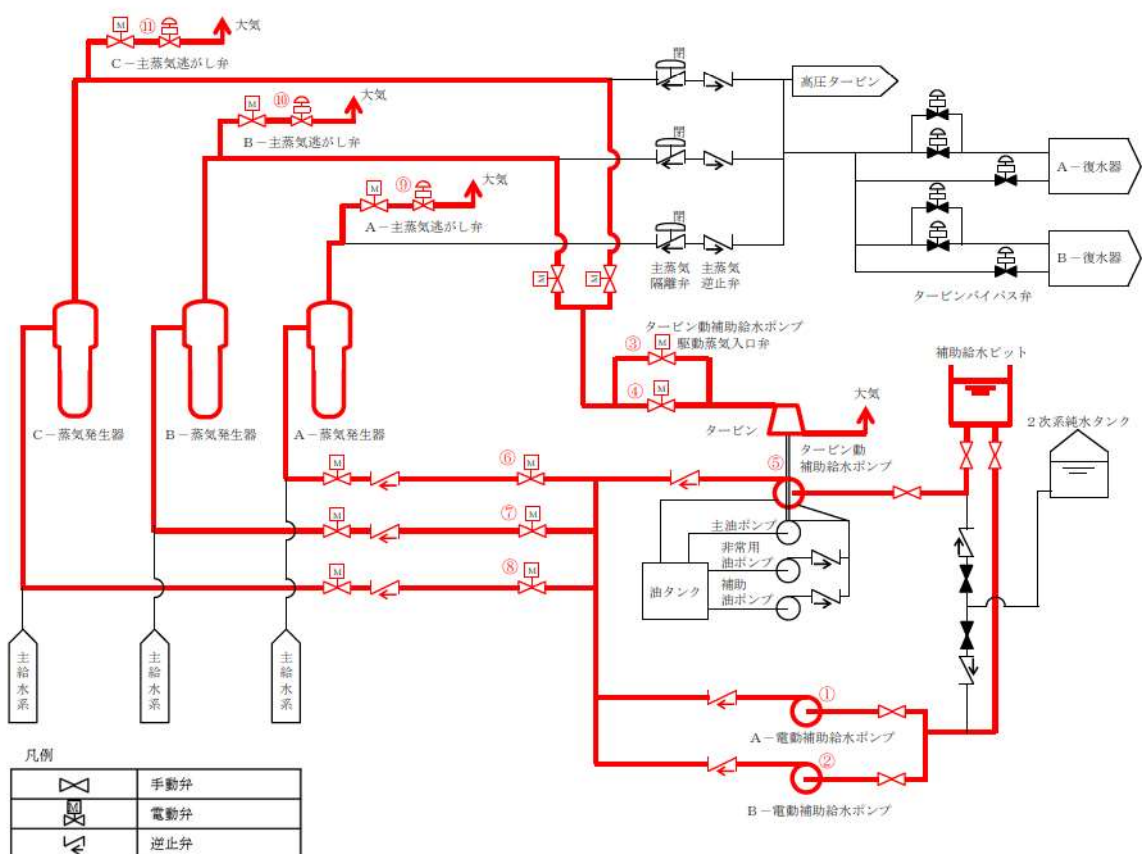 ⑪
M
大気
C－主蒸気逃がし弁
⑩
M
大気
B－主蒸気逃がし弁
⑨
M
大気
A－主蒸気逃がし弁
閉
閉
閉
主蒸気
隔離弁
主蒸気
逆止弁
高圧タービン
A－復水器
B－復水器
タービンバイパス弁
M
M
タービン動補助給水ポンプ
駆動蒸気入口弁
③
M
④
M
C－蒸気発生器
B－蒸気発生器
A－蒸気発生器
タービン
大気
補助給水ピット
2次系純水タンク
⑤
タービン動
補助給水ポンプ
M
⑥
M
M
⑦
M
M
⑧
M
主油ポンプ
非常用
油ポンプ
補助
油ポンプ
油タンク
主給水系
主給水系
主給水系
①
A－電動補助給水ポンプ
②
B－電動補助給水ポンプ
凡例
手動弁
M
電動弁
逆止弁